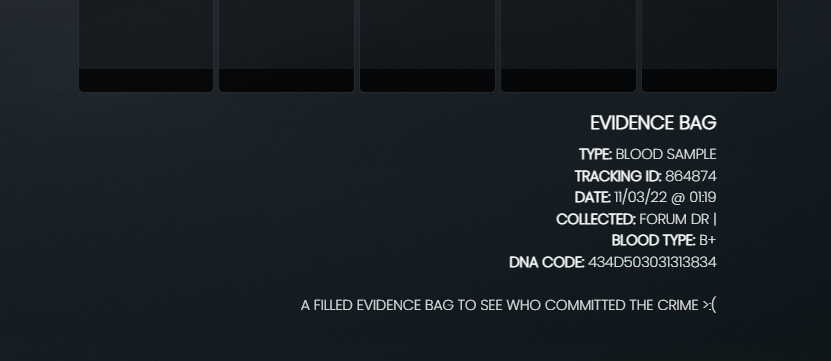 EVIDENCE BAG
TYPE: BLOOD SAMPLE
TRACKING ID: 864874
DATE: 11/03/22 @ 01:19
COLLECTED: FORUM DR |
BLOOD TYPE: B+
DNA CODE: 434D503031313834
A FILLED EVIDENCE BAG TO SEE WHO COMMITTED THE CRIME >:(